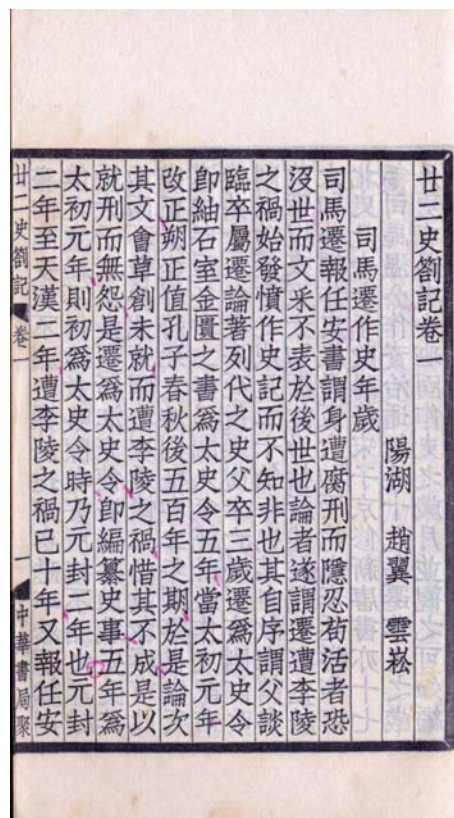 廿二史劄記卷一
陽湖 趙翼 雲崧
司馬遷作史年歲
司馬遷報任安書謂身遭腐刑而隱忍苟活者恐
沒世而文采不表於後世也論者遂謂遷遭李陵
之禍始發憤作史記而不知非也其自序謂父談
臨卒屬遷論著列代之史父卒三歲遷爲太史令
卽紬石室金匱之書爲太史令五年當太初元年
改正朔正值孔子春秋後五百年之期於是論次
其文會草創未就而遭李陵之禍惜其不成是以
就刑而無怨是遷爲太史令卽編纂史事五年爲
太初元年則初爲太史令時乃元封二年也元封
二年至天漢二年遭李陵之禍已十年又報任安
廿二史劄記 卷一 一 中華書局聚